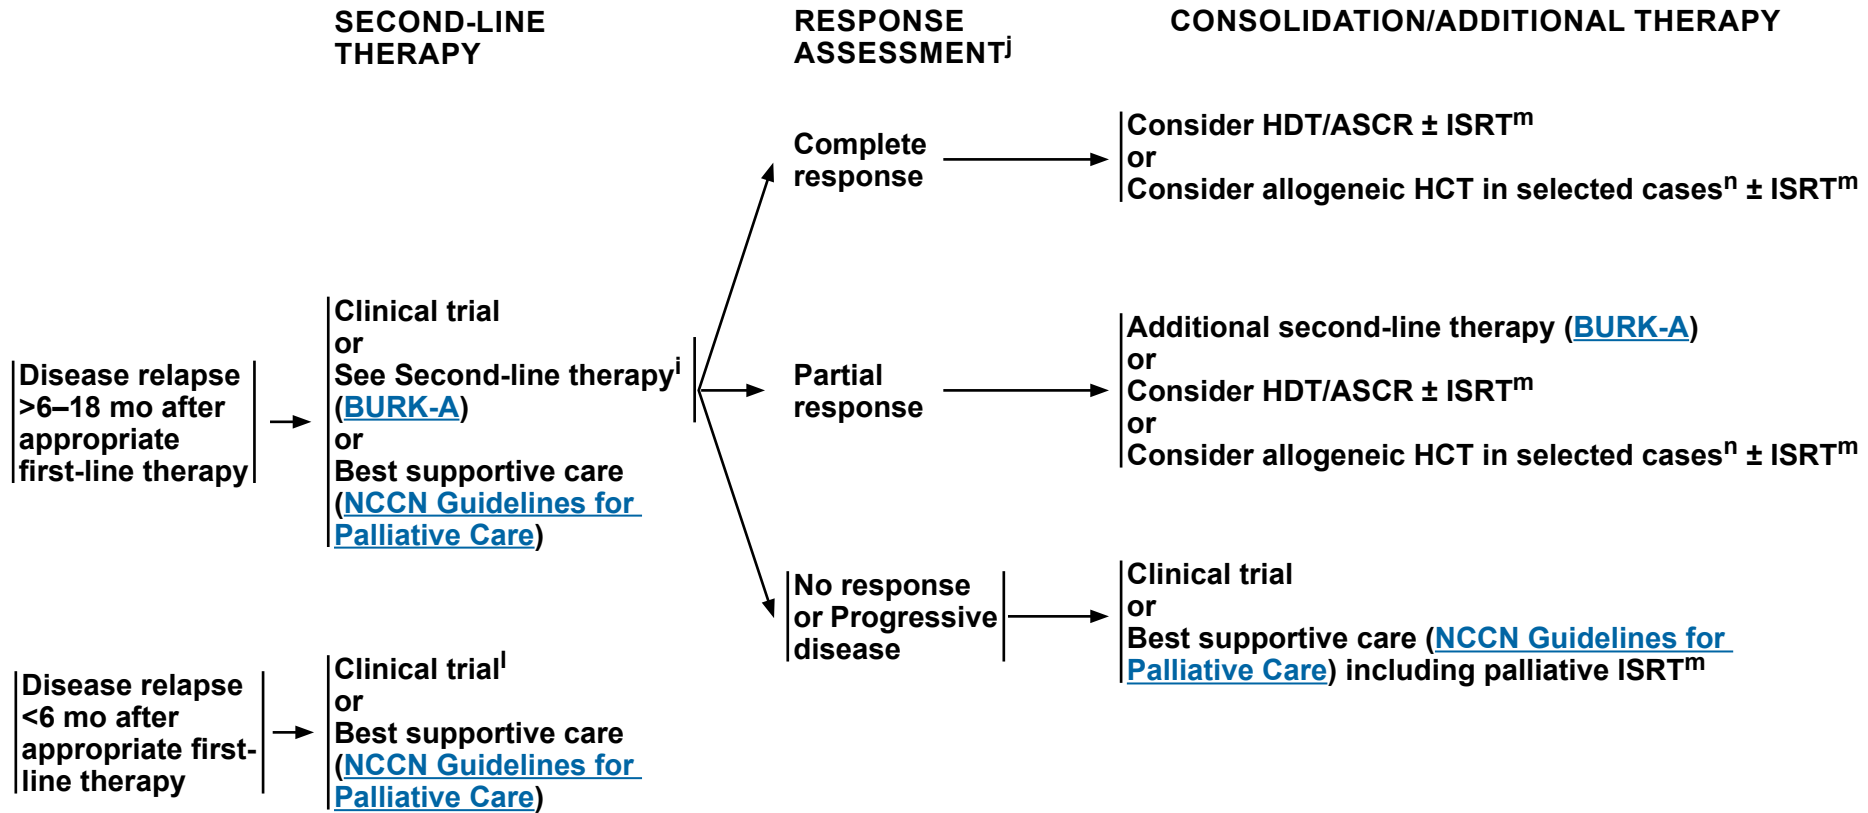 SECOND-LINE
THERAPY
RESPONSE
ASSESSMENTj
CONSOLIDATION/ADDITIONAL THERAPY
Disease relapse
>6–18 mo after
appropriate
first-line therapy
Clinical trial
or
See Second-line therapyi
(BURK-A)
or
Best supportive care
(NCCN Guidelines for
Palliative Care)
Complete
response
Consider HDT/ASCR ± ISRTm
or
Consider allogeneic HCT in selected casesn ± ISRTm
Partial
response
Additional second-line therapy (BURK-A)
or
Consider HDT/ASCR ± ISRTm
or
Consider allogeneic HCT in selected casesn ± ISRTm
No response
or Progressive
disease
Clinical trial
or
Best supportive care (NCCN Guidelines for
Palliative Care) including palliative ISRTm
Disease relapse
<6 mo after
appropriate first-
line therapy
Clinical triall
or
Best supportive care
(NCCN Guidelines for
Palliative Care)